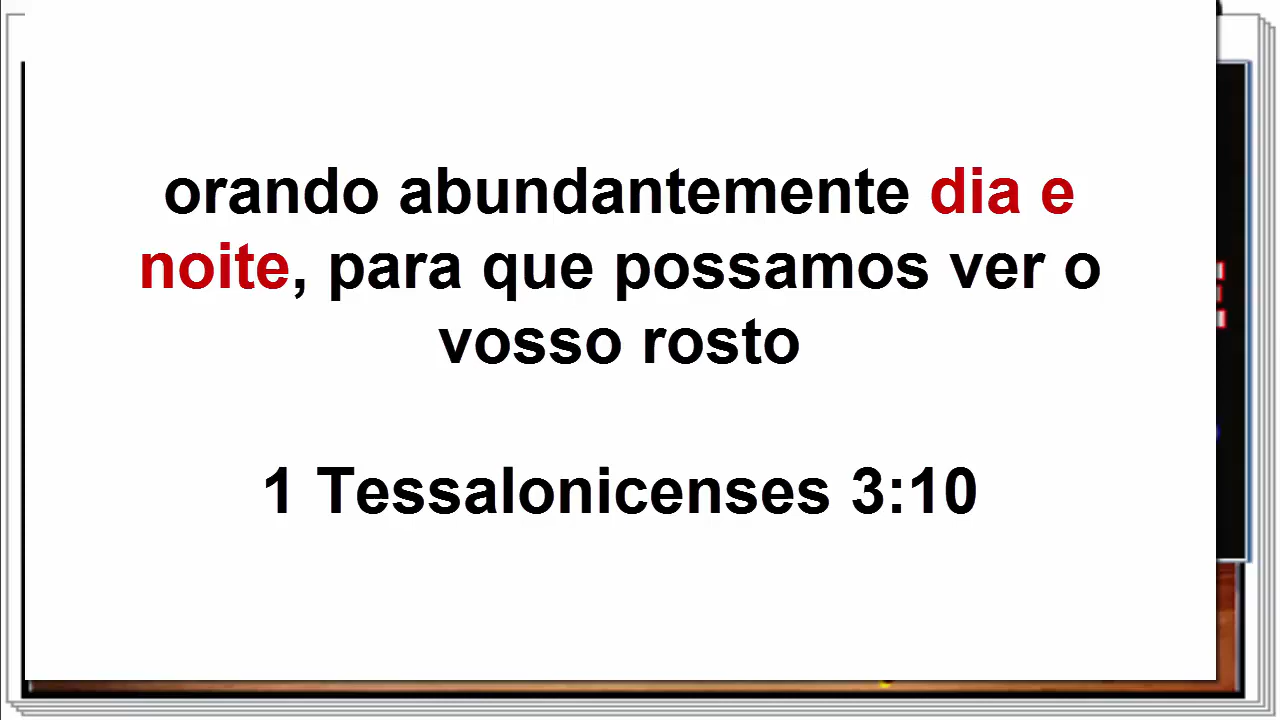 orando abundantemente dia e
noite, para que possamos ver o
vosso rosto
1 Tessalonicenses 3:10